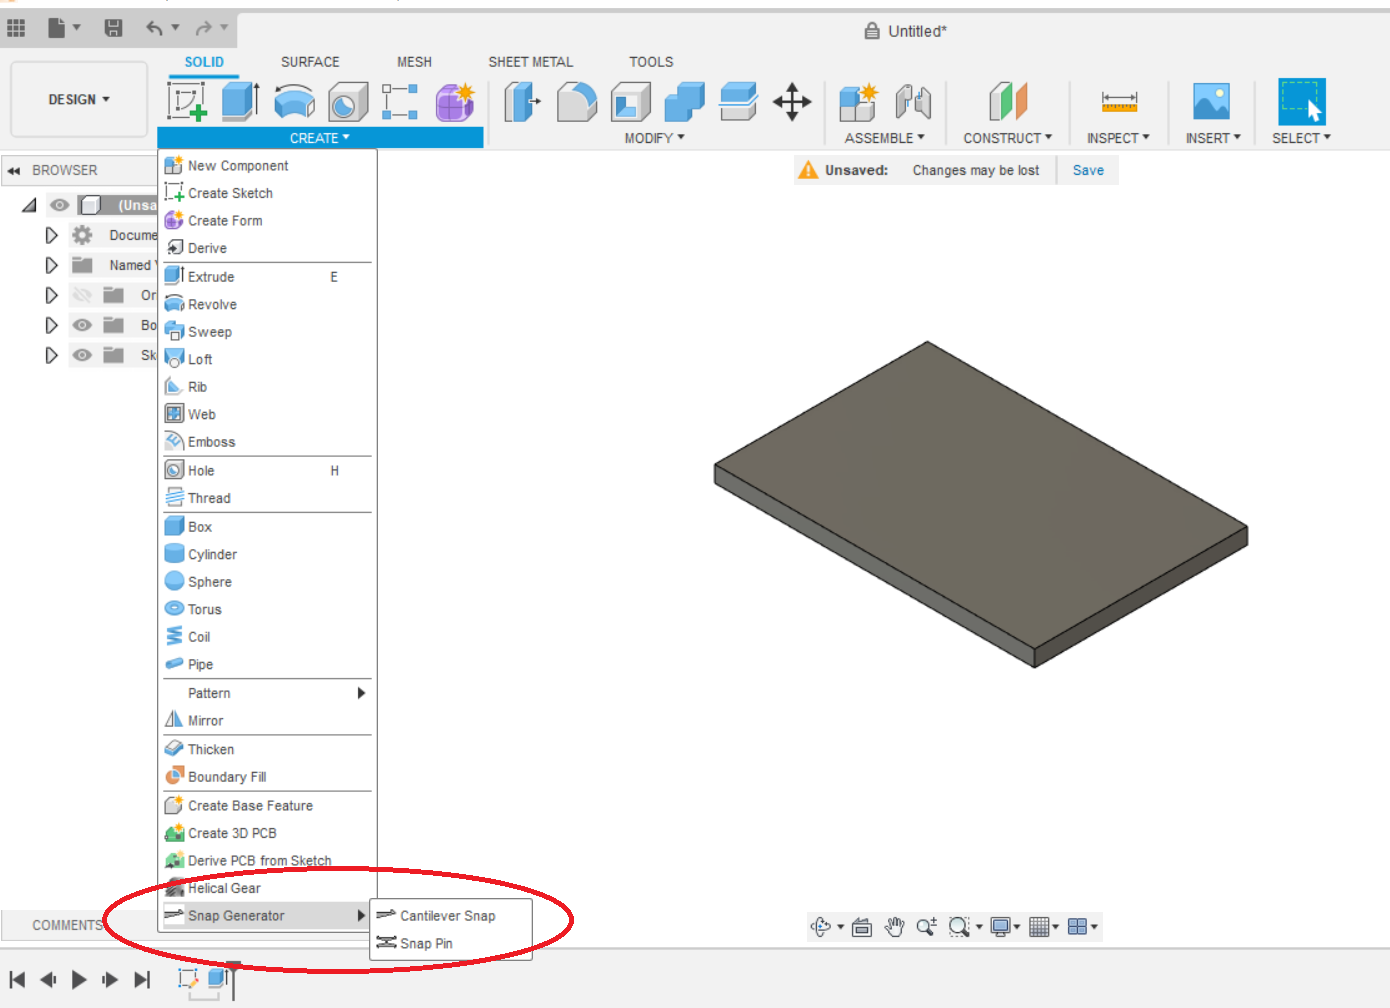 Untitled*
SOLID SURFACE MESH SHEET METAL TOOLS
DESIGN
CREATE MODIFY ASSEMBLE CONSTRUCT INSPECT INSERT SELECT
BROWSER
Unsaved: Changes may be lost Save
(Unsa
Docume
Named
Or
Bo
Sk
New Component
Create Sketch
Create Form
Derive
Extrude E
Revolve
Sweep
Loft
Rib
Web
Emboss
Hole H
Thread
Box
Cylinder
Sphere
Torus
Coil
Pipe
Pattern
Mirror
Thicken
Boundary Fill
Create Base Feature
Create 3D PCB
Derive PCB from Sketch
Helical Gear
Snap Generator
Cantilever Snap
Snap Pin
COMMENTS